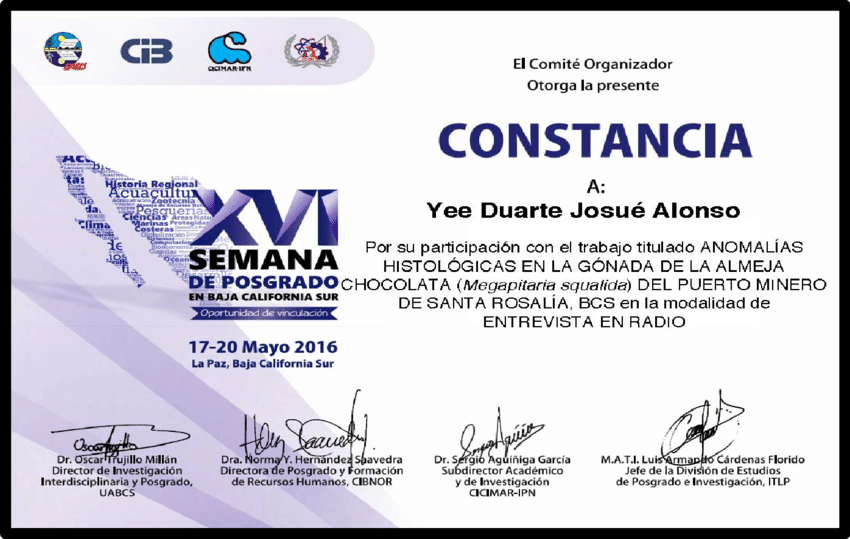 UABCS
CIB
CICIMAR-IPN
El Comité Organizador
Otorga la presente
CONSTANCIA
A:
Yee Duarte Josué Alonso
Por su participación con el trabajo titulado ANOMALÍAS
HISTOLÓGICAS EN LA GÓNADA DE LA ALMEJA
CHOCOLATA (Megapitaria squalida) DEL PUERTO MINERO
DE SANTA ROSALÍA, BCS en la modalidad de
ENTREVISTA EN RADIO
Historia Regional
Acuacultura
Zootecnia
Pesquerías
Ciencias
Marinas
Costeras
Clima
XVI
SEMANA
DE POSGRADO
EN BAJA CALIFORNIA SUR
Oportunidad de vinculación
17-20 Mayo 2016
La Paz, Baja California Sur
Dr. Oscar Trujillo Millán
Director de Investigación
Interdisciplinaria y Posgrado,
UABCS
Dra. Norma Y. Hernández Saavedra
Directora de Posgrado y Formación
de Recursos Humanos, CIBNOR
Dr. Sergio Aguíñiga García
Subdirector Académico
y de Investigación
CICIMAR-IPN
M.A.T.I. Luis Armando Cárdenas Florido
Jefe de la División de Estudios
de Posgrado e Investigación, ITLP